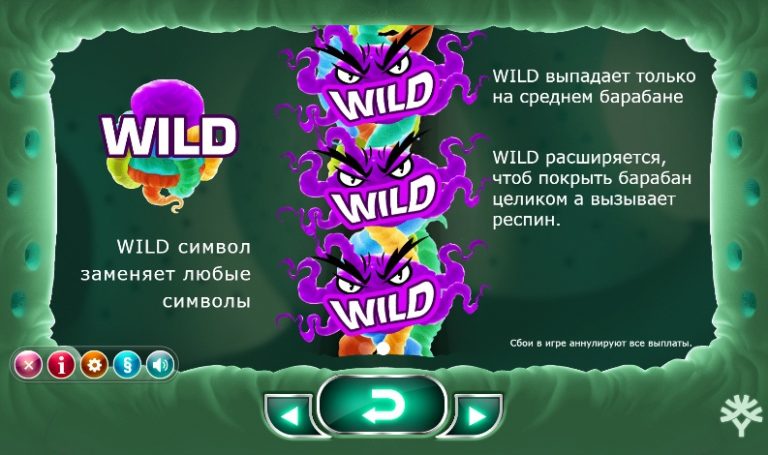 WILD
WILD символ
заменяет любые
символы
WILD
WILD
WILD
WILD выпадает только
на среднем барабане
WILD расширяется,
чтоб покрыть барабан
целиком а вызывает
респин.
Сбои в игре аннулируют все выплаты.